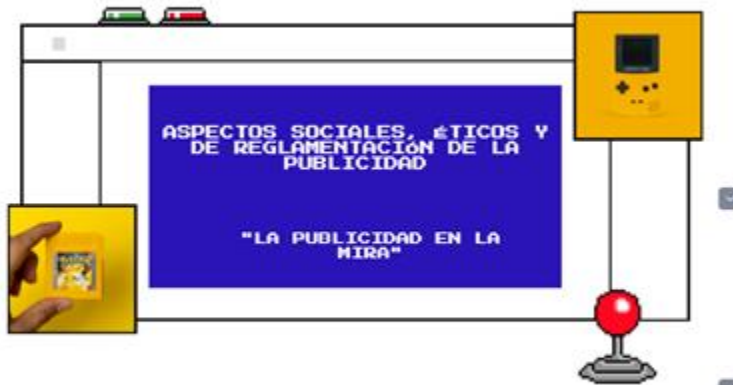 ASPECTOS SOCIALES, ÉTICOS Y
DE REGLAMENTACIÓN DE LA
PUBLICIDAD
"LA PUBLICIDAD EN LA
MIRA"